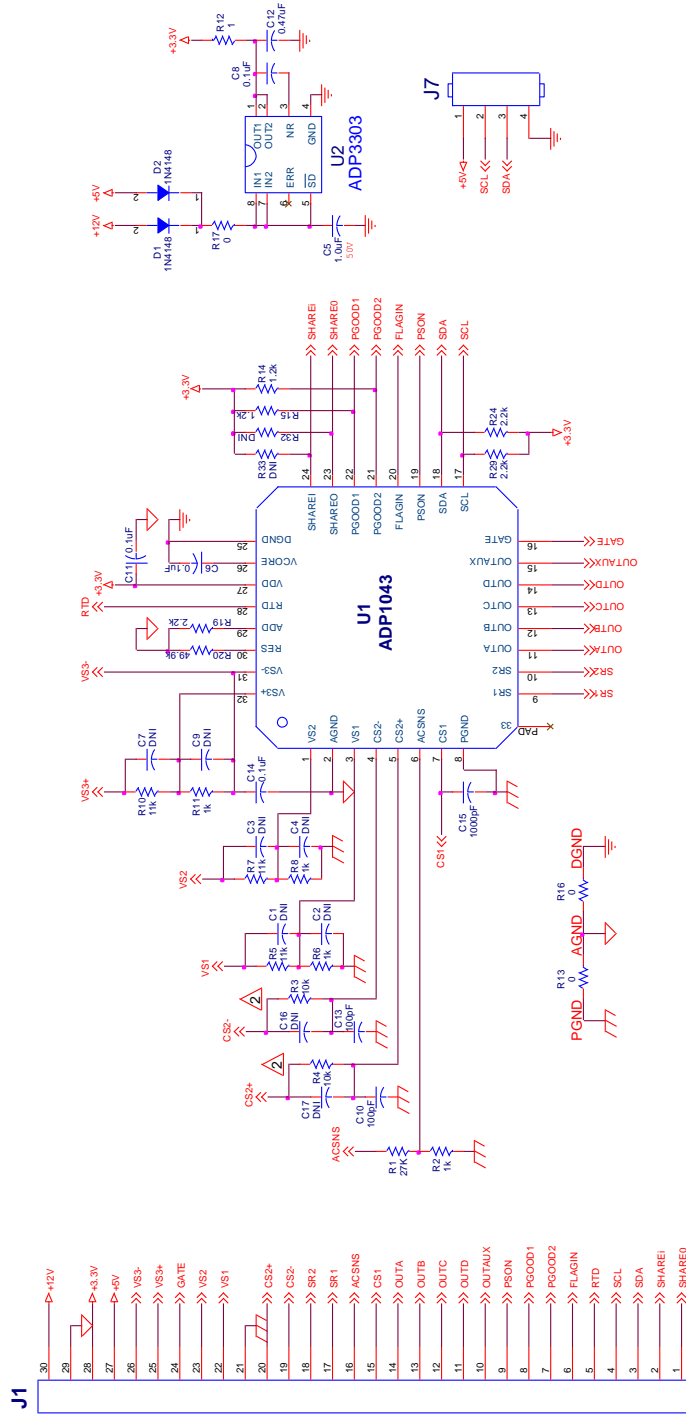 +3.3V
R12
1
C12
0.47uF
C8
0.1uF
+5V
+12V
D2
1N4148
D1
1N4148
2
1
2
1
R17
0
C5
1.0uF
5.0V
8
7
6
5
IN1
IN2
ERR
SD
OUT1
OUT2
NR
GND
1
2
3
4
U2
ADP3303
J7
1
2
3
4
+5V
SCL
SDA
+3.3V
R14
1.2k
R15
1.2k
R32
DNI
R33
DNI
SHAREi
SHARE0
PGOOD1
PGOOD2
FLAGIN
PSON
SDA
SCL
24
23
22
21
20
19
18
17
SHAREI
SHAREO
PGOOD1
PGOOD2
FLAGIN
PSON
SDA
SCL
R24
2.2k
R29
2.2k
+3.3V
C11
0.1uF
C6
0.1uF
+3.3V
RTD
R19
2.2k
R20
49.9k
VS3-
25
26
27
28
29
30
31
32
DGND
VCORE
VDD
RTD
ADD
RES
VS3-
VS3+
U1
ADP1043
GATE
OUTAUX
OUTD
OUTC
OUTB
OUTA
SR2
SR1
16
15
14
13
12
11
10
9
GATE
OUTAUX
OUTD
OUTC
OUTB
OUTA
SR2
SR1
33
PAD
VS2
AGND
VS1
CS2-
CS2+
ACSNS
CS1
PGND
1
2
3
4
5
6
7
8
VS3+
C7
DNI
R10
11k
C9
DNI
R11
1k
C14
0.1uF
VS2
C3
DNI
R7
11k
C4
DNI
R8
1k
VS1
C1
DNI
R5
11k
C2
DNI
R6
1k
CS2-
2
R3
10k
C16
DNI
C13
100pF
CS2+
2
R4
10k
C17
DNI
C10
100pF
ACSNS
R1
27K
R2
1k
CS1
C15
1000pF
PGND
R13
0
AGND
R16
0
DGND
J1
30
29
28
27
26
25
24
23
22
21
20
19
18
17
16
15
14
13
12
11
10
9
8
7
6
5
4
3
2
1
+12V
+3.3V
+5V
VS3-
VS3+
GATE
VS2
VS1
CS2+
CS2-
SR2
SR1
ACSNS
CS1
OUTA
OUTB
OUTC
OUTD
OUTAUX
PSON
PGOOD1
PGOOD2
FLAGIN
RTD
SCL
SDA
SHAREi
SHARE0